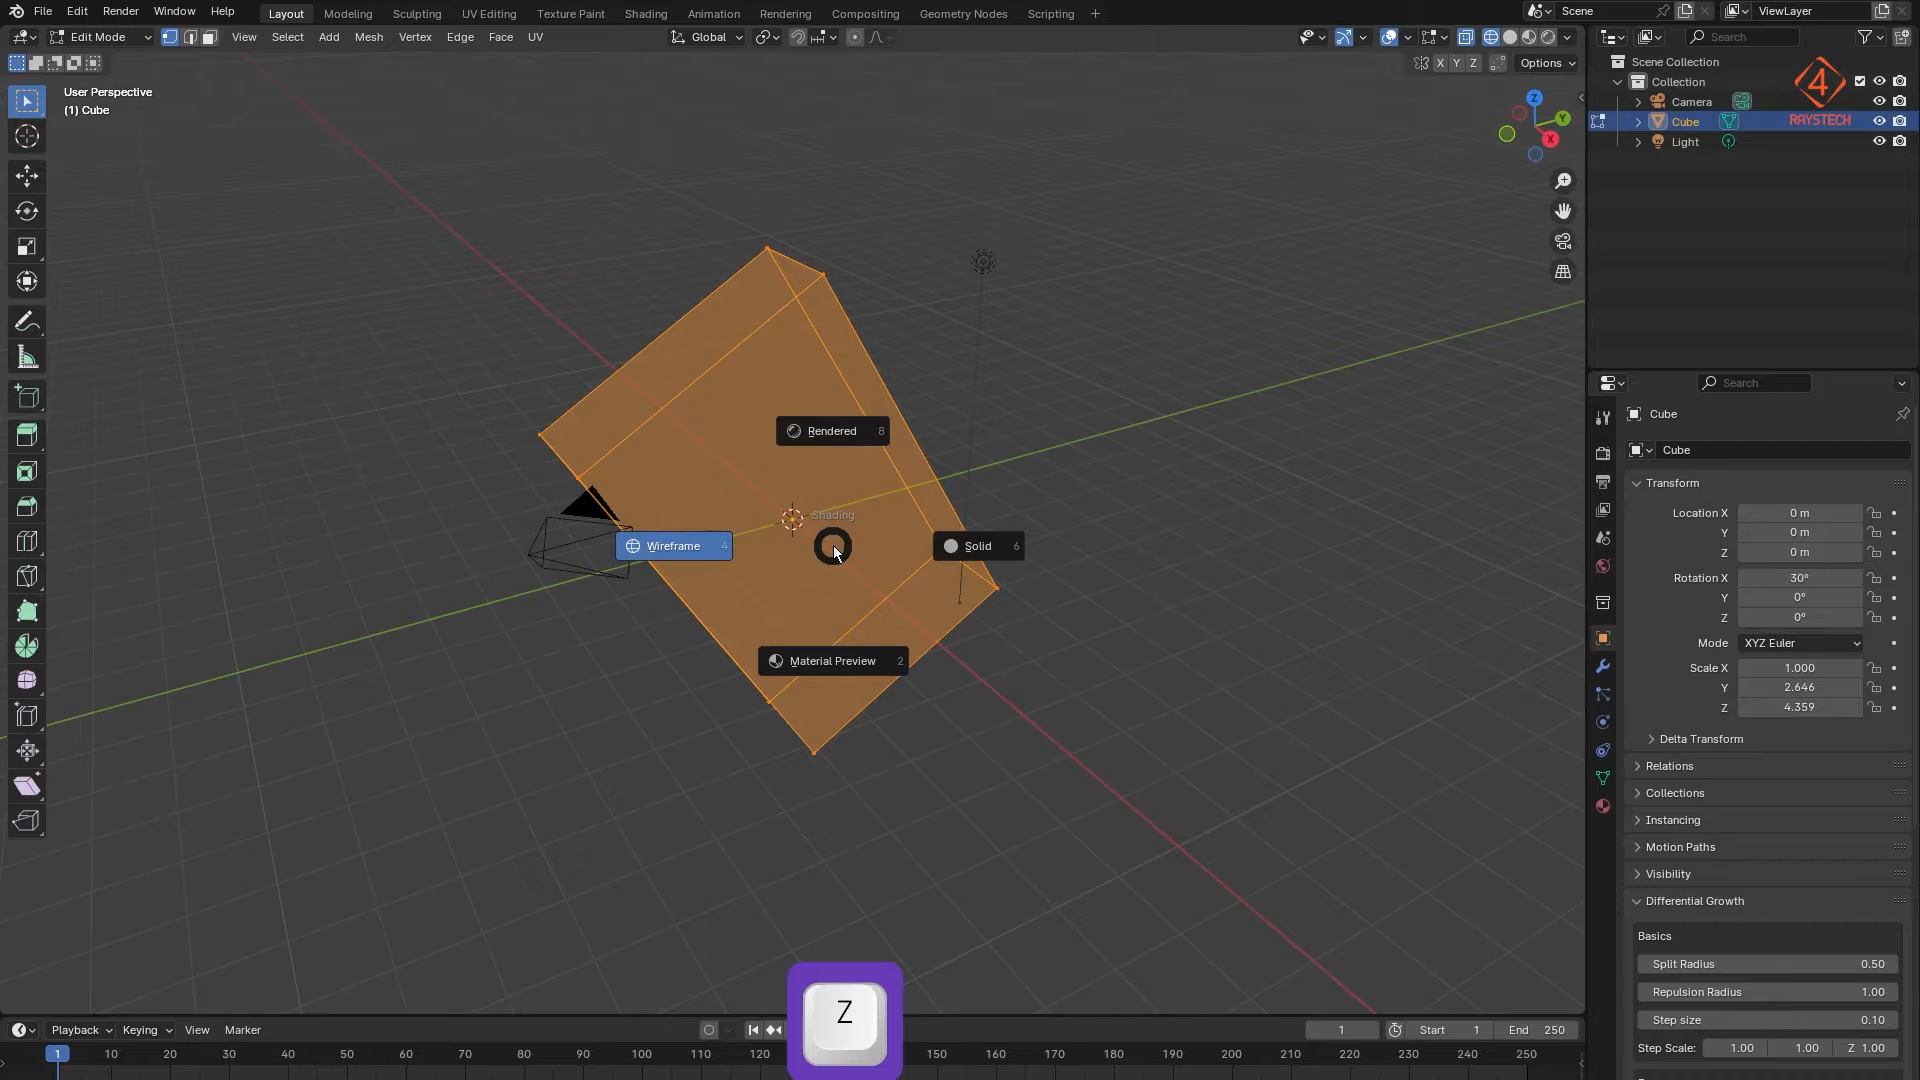 File Edit Render Window Help Layout Modeling Sculpting UV Editing Texture Paint Shading Animation Rendering Compositing Geometry Nodes Scripting + Scene ViewLayer
Edit Mode View Select Add Mesh Vertex Edge Face UV Global Search
X Y Z Options
User Perspective
(1) Cube
Z
Y
X
Scene Collection
Collection
Camera
Cube
Light
4
RAYSTECH
Rendered 8
Shading
Wireframe 4
Solid 6
Material Preview 2
Search
Cube
Cube
Transform
Location X 0 m
Y 0 m
Z 0 m
Rotation X 30°
Y 0°
Z 0°
Mode XYZ Euler
Scale X 1.000
Y 2.646
Z 4.359
Delta Transform
Relations
Collections
Instancing
Motion Paths
Visibility
Differential Growth
Basics
Split Radius 0.50
Repulsion Radius 1.00
Step size 0.10
Step Scale: 1.00 1.00 Z 1.00
Z
Playback Keying View Marker 1 Start 1 End 250
1 10 20 30 40 50 60 70 80 90 100 110 120 150 160 170 180 190 200 210 220 230 240 250